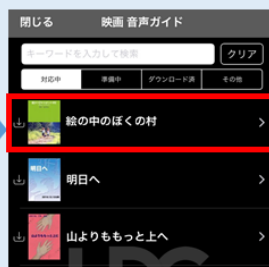 閉じる 映画 音声ガイド
キーワードを入力して検索 クリア
対応中 準備中 ダウンロード済 その他
絵の中のぼくの村
明日へ
明日へ
山よりももっと上へ